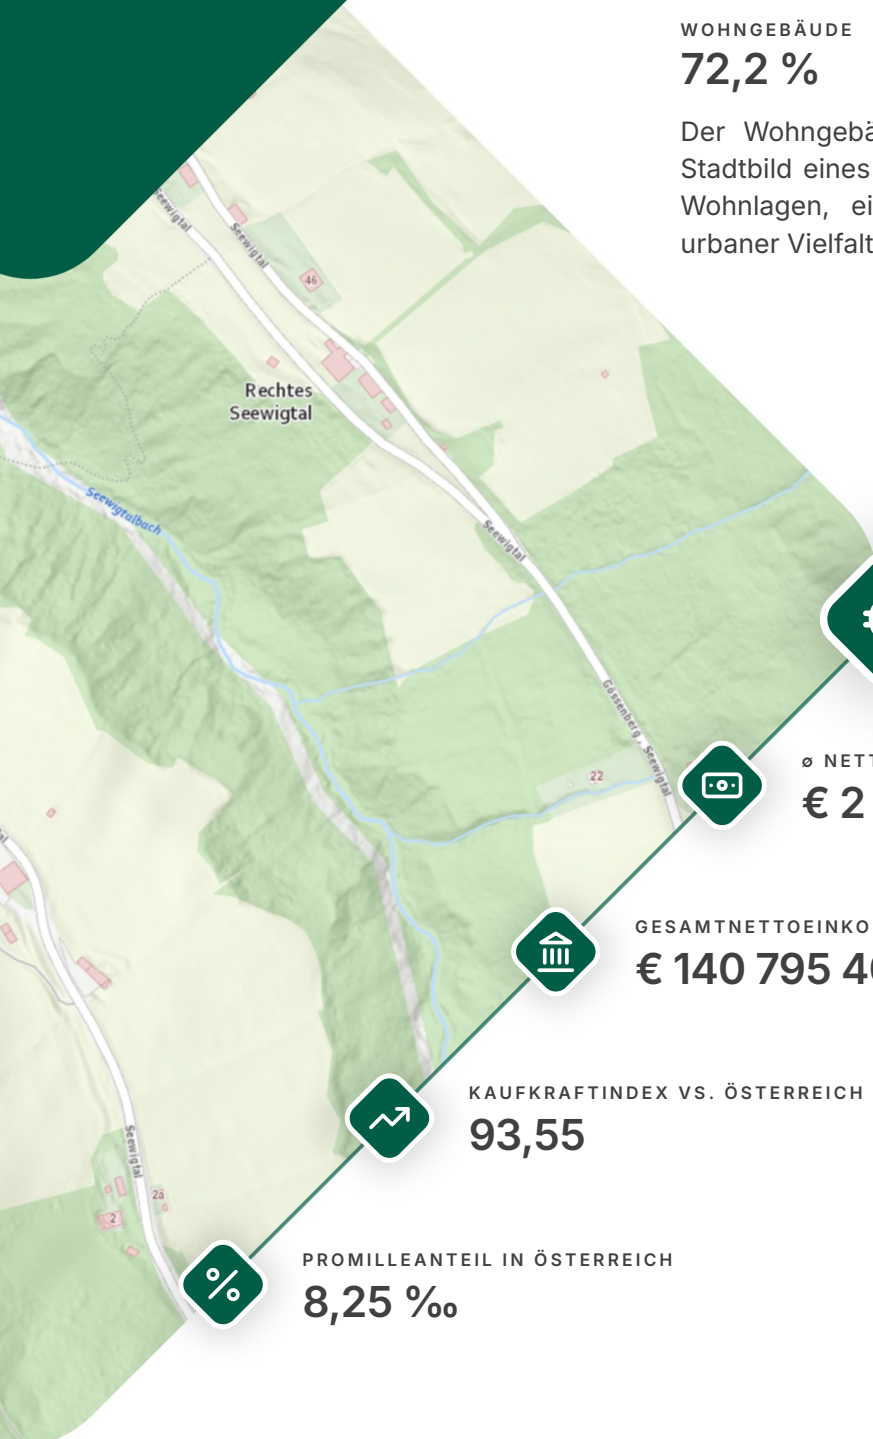 WOHNGEBÄUDE
72,2 %
Der Wohngebä
Stadtbild eines
Wohnlagen, ei
urbaner Vielfalt
Seewigtal
Seewigtal
46
Rechtes
Seewigtal
Seewigtalbach
Seewigtal
Gössenberg, Seewigtal
22
ø NETT
€ 2
GESAMTNETTOEINKO
€ 140 795 40
KAUFKRAFTINDEX VS. ÖSTERREICH
93,55
Seewigtal
2a
2
PROMILLEANTEIL IN ÖSTERREICH
8,25 ‰